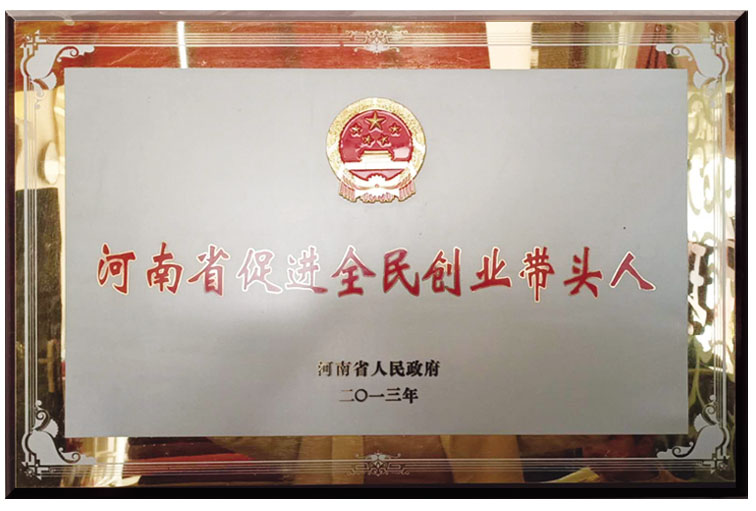 河南省促进全民创业带头人
河南省人民政府
二〇一三年